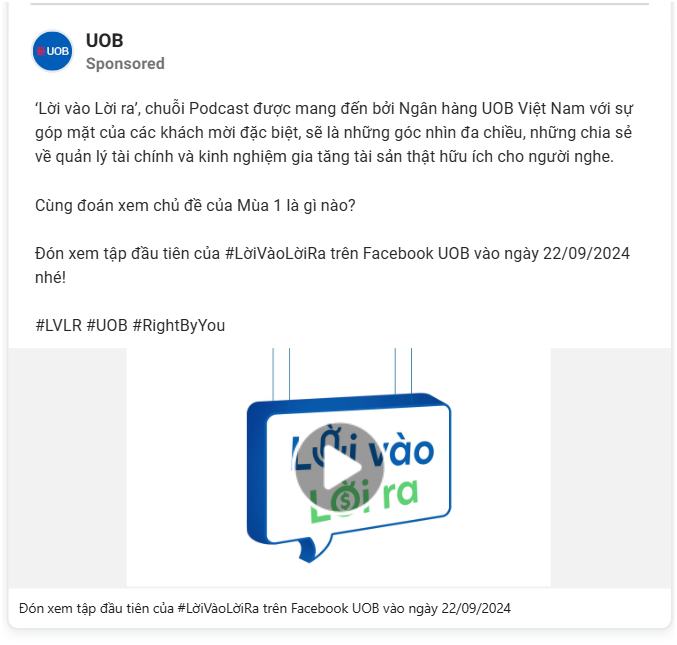 UOB
UOB
Sponsored
‘Lời vào Lời ra’, chuỗi Podcast được mang đến bởi Ngân hàng UOB Việt Nam với sự
góp mặt của các khách mời đặc biệt, sẽ là những góc nhìn đa chiều, những chia sẻ
về quản lý tài chính và kinh nghiệm gia tăng tài sản thật hữu ích cho người nghe.
Cùng đoán xem chủ đề của Mùa 1 là gì nào?
Đón xem tập đầu tiên của #LờiVàoLờiRa trên Facebook UOB vào ngày 22/09/2024
nhé!
#LVLR #UOB #RightByYou
Lời vào
Lời ra
Đón xem tập đầu tiên của #LờiVàoLờiRa trên Facebook UOB vào ngày 22/09/2024